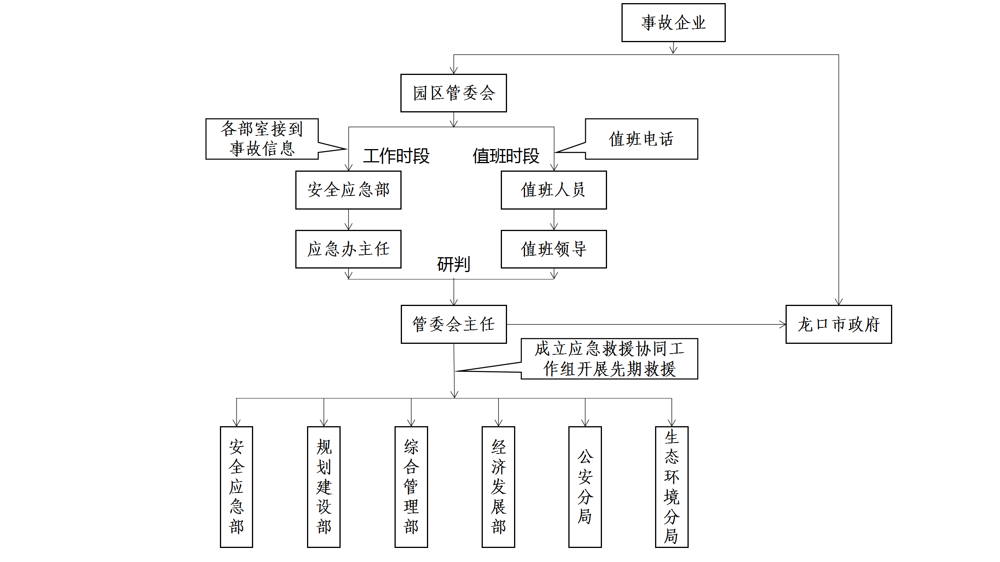 事故企业
园区管委会
各部室接到
事故信息
值班电话
工作时段
值班时段
安全应急部
值班人员
应急办主任
值班领导
研判
管委会主任
龙口市政府
成立应急救援协同工
作组开展先期救援
安全应急部
规划建设部
综合管理部
经济发展部
公安分局
生态环境分局